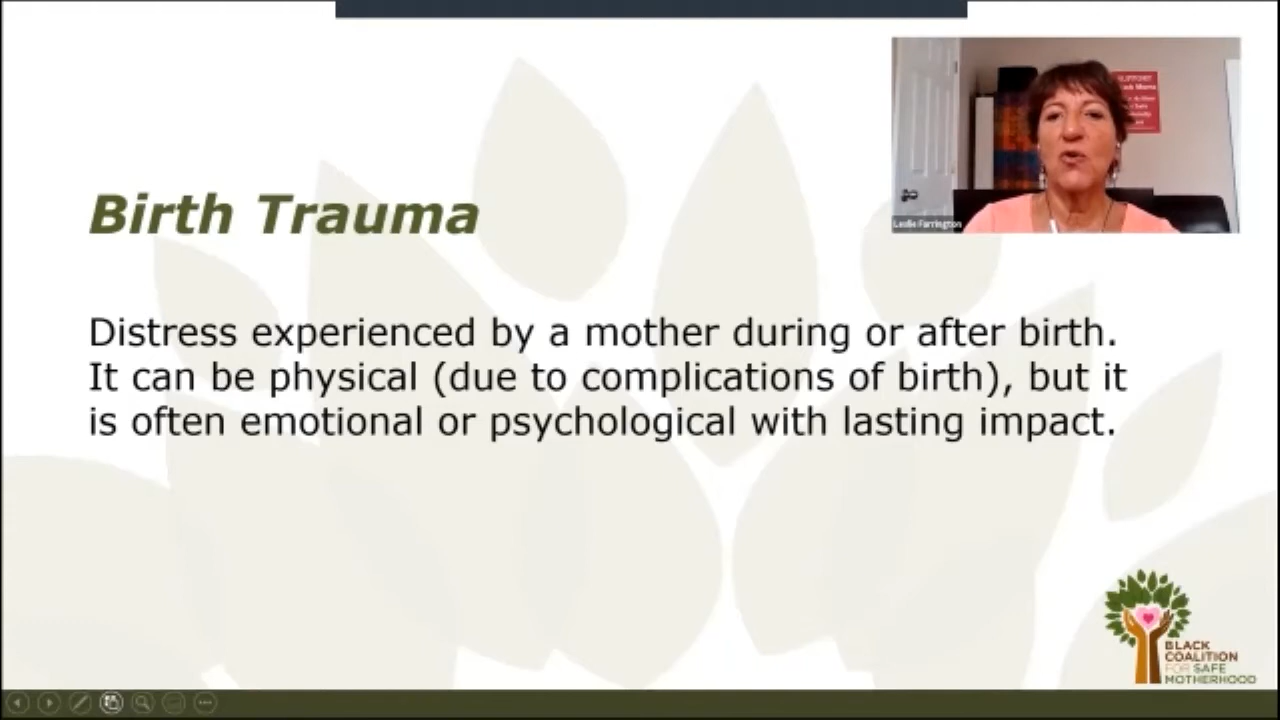 Birth Trauma
Leslie Farrington
Distress experienced by a mother during or after birth.
It can be physical (due to complications of birth), but it
is often emotional or psychological with lasting impact.
BLACK
COALITION
FOR SAFE
MOTHERHOOD